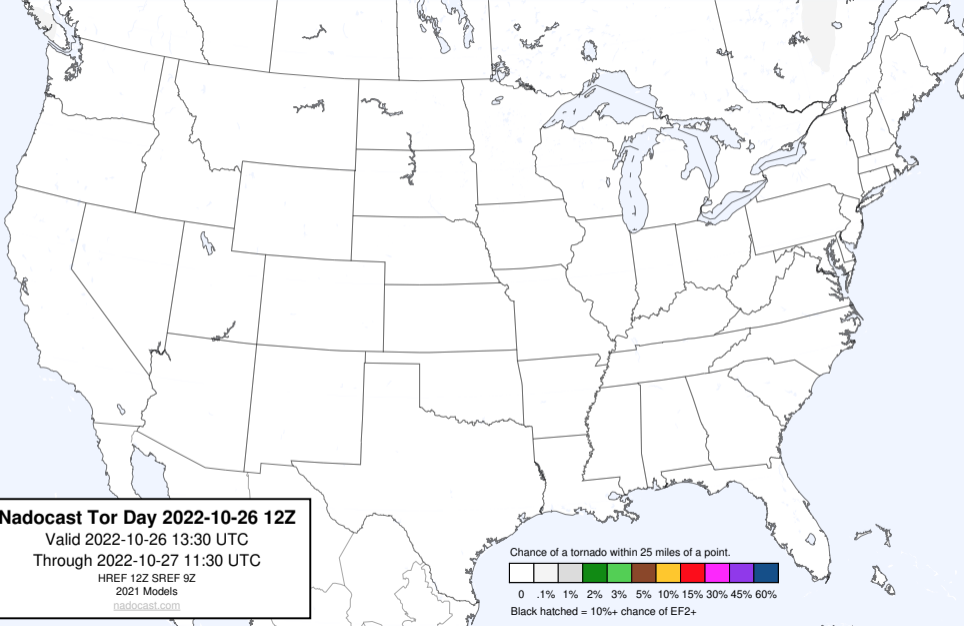 Nadocast Tor Day 2022-10-26 12Z
Valid 2022-10-26 13:30 UTC
Through 2022-10-27 11:30 UTC
HREF 12Z SREF 9Z
2021 Models
nadocast.com
Chance of a tornado within 25 miles of a point.
0 .1% 1% 2% 3% 5% 10% 15% 30% 45% 60%
Black hatched = 10%+ chance of EF2+